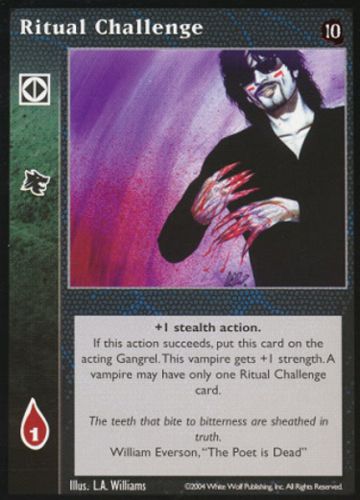 Ritual Challenge
10
+1 stealth action.
If this action succeeds, put this card on the
acting Gangrel. This vampire gets +1 strength. A
vampire may have only one Ritual Challenge
card.
The teeth that bite to bitterness are sheathed in
truth.
William Everson, "The Poet is Dead"
1
Illus. L.A. Williams
©2004 White Wolf Publishing, Inc. All Rights Reserved.